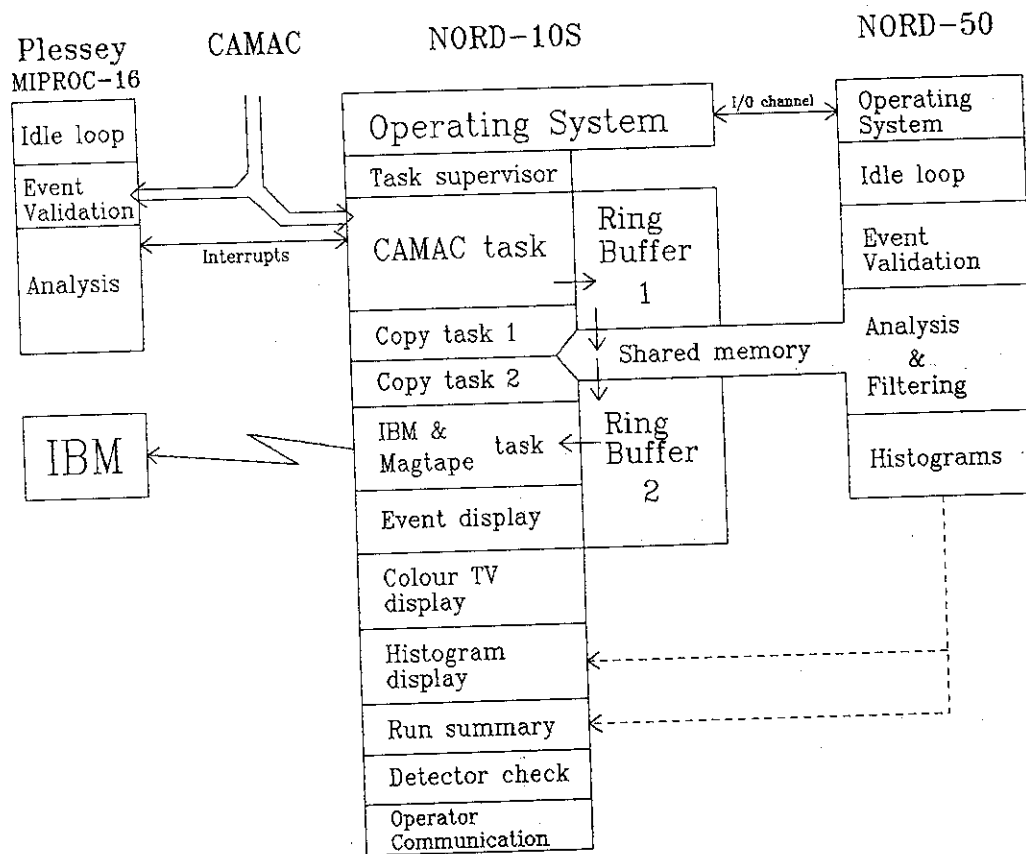 Plessey
MIPROC-16
CAMAC
NORD-10S
NORD-50
Idle loop
Event
Validation
Analysis
Interrupts
IBM
Operating System
Task supervisor
CAMAC task
Copy task 1
Copy task 2
IBM &
Magtape
task
Event display
Colour TV
display
Histogram
display
Run summary
Detector check
Operator
Communication
Ring
Buffer
1
Shared memory
Ring
Buffer
2
I/O channel
Operating
System
Idle loop
Event
Validation
Analysis
&
Filtering
Histograms